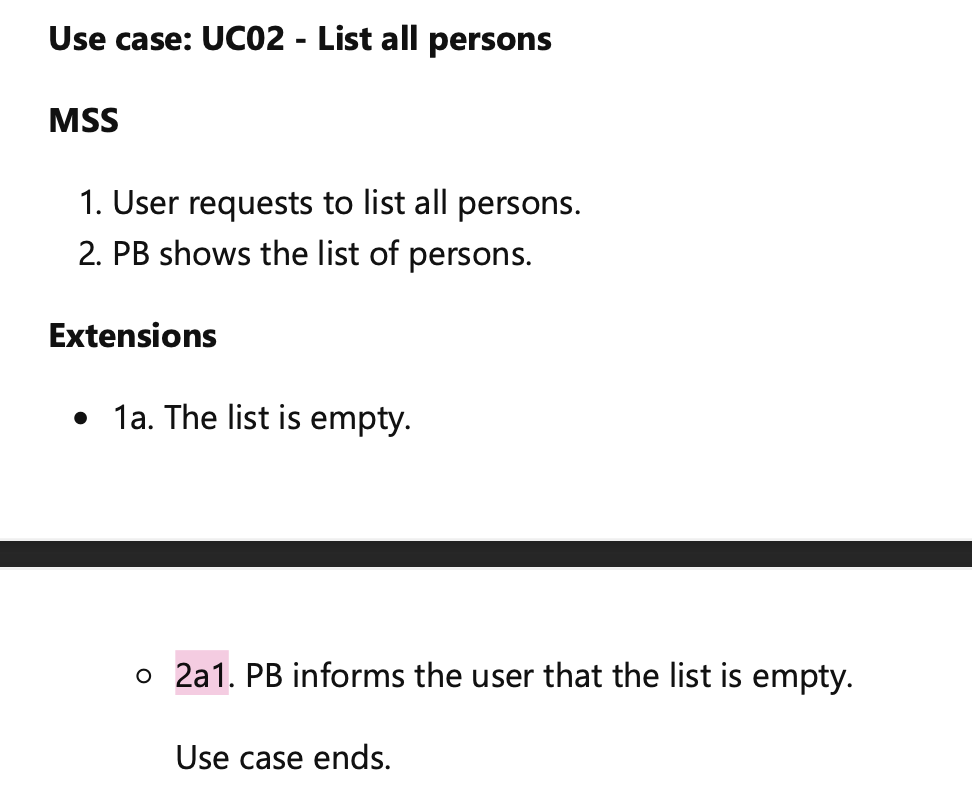 Use case: UC02 - List all persons
MSS
1. User requests to list all persons.
2. PB shows the list of persons.
Extensions
• 1a. The list is empty.
○ 2a1. PB informs the user that the list is empty.
Use case ends.